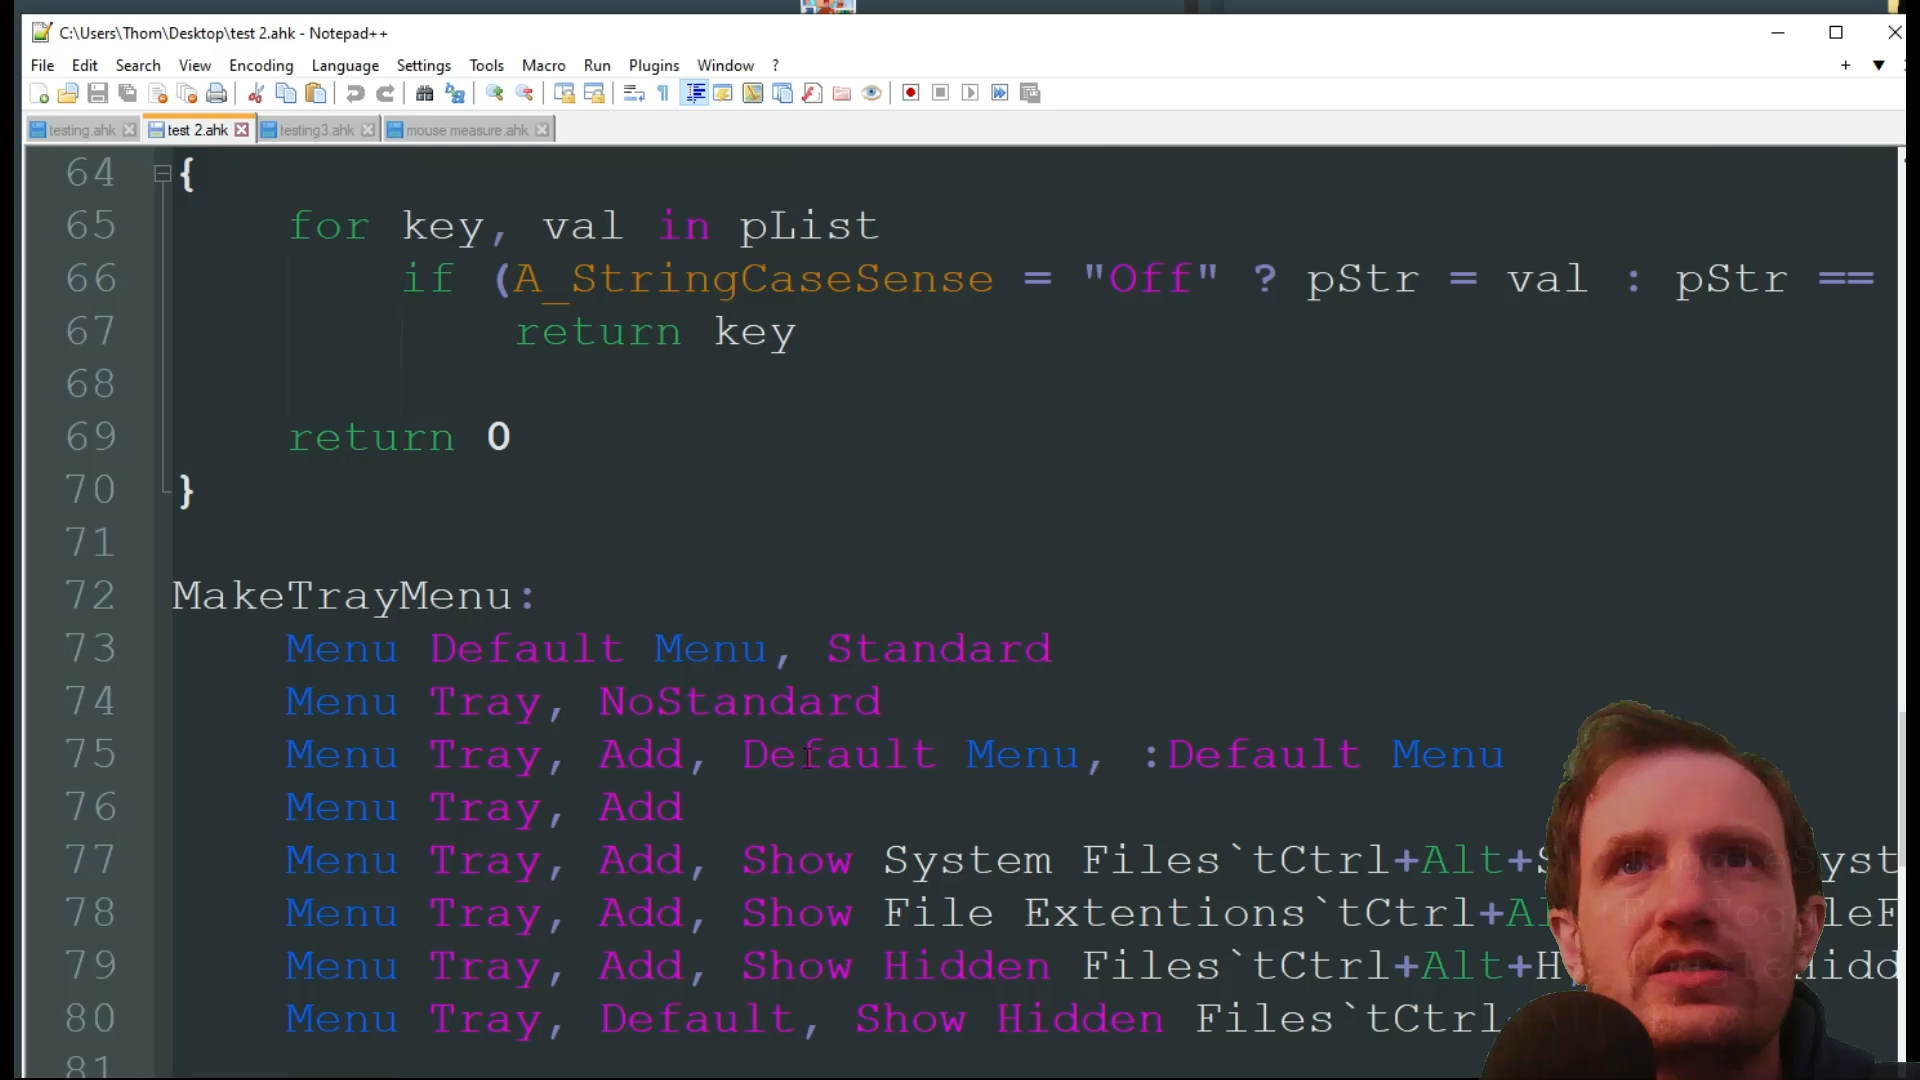 C:\Users\Thom\Desktop\test 2.ahk - Notepad++
File Edit Search View Encoding Language Settings Tools Macro Run Plugins Window ?
testing.ahk test 2.ahk testing3.ahk mouse measure.ahk
64 {
65 for key, val in pList
66 if (A_StringCaseSense = "Off" ? pStr = val : pStr ==
67 return key
68
69 return 0
70 }
71
72 MakeTrayMenu:
73 Menu Default Menu, Standard
74 Menu Tray, NoStandard
75 Menu Tray, Add, Default Menu, :Default Menu
76 Menu Tray, Add
77 Menu Tray, Add, Show System Files`tCtrl+Alt+S
78 Menu Tray, Add, Show File Extentions`tCtrl+Al
79 Menu Tray, Add, Show Hidden Files`tCtrl+Alt+H
80 Menu Tray, Default, Show Hidden Files`tCtrl
81